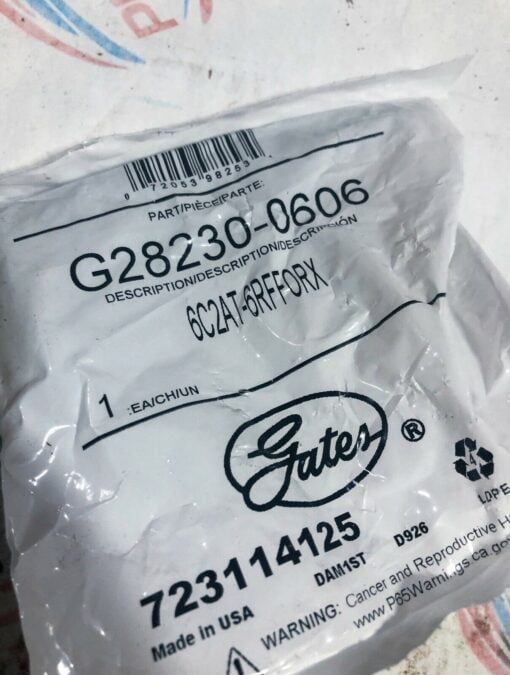 0 72053 98253
PART/PIÈCE/PARTE:
G28230-0606
DESCRIPTION/DESCRIPTION/DESCRIPCIÓN
6C2AT-6RFFORX
1 :EA/CH/UN
Gates ®
LDPE
723114125
DAM1ST D926
Made in USA
WARNING: Cancer and Reproductive
www.P65Warnings.ca.gov